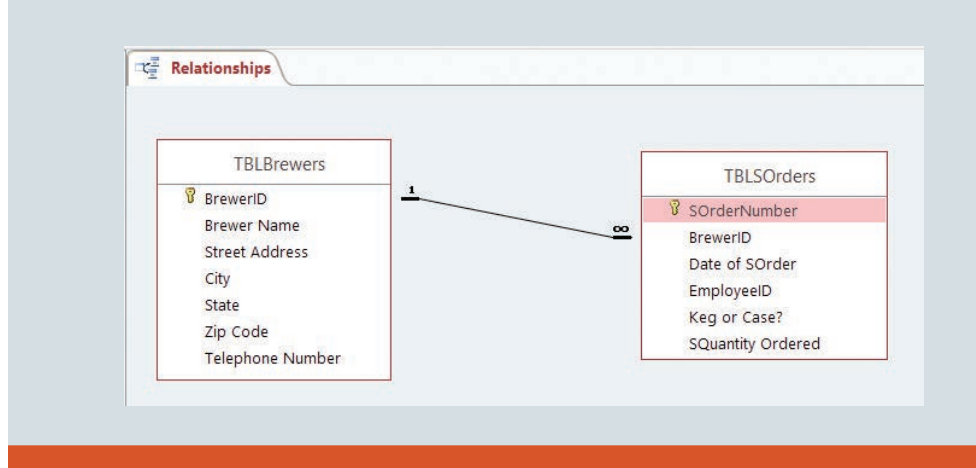 Relationships
TBLBrewers
BrewerID
Brewer Name
Street Address
City
State
Zip Code
Telephone Number
1
∞
TBLSOrders
SOrderNumber
BrewerID
Date of SOrder
EmployeeID
Keg or Case?
SQuantity Ordered